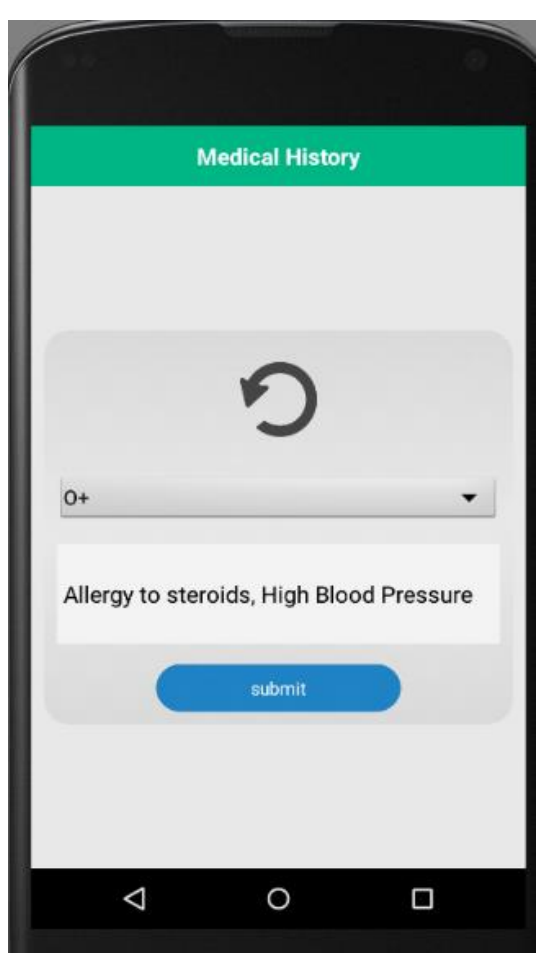 Medical History
O+
Allergy to steroids, High Blood Pressure
submit